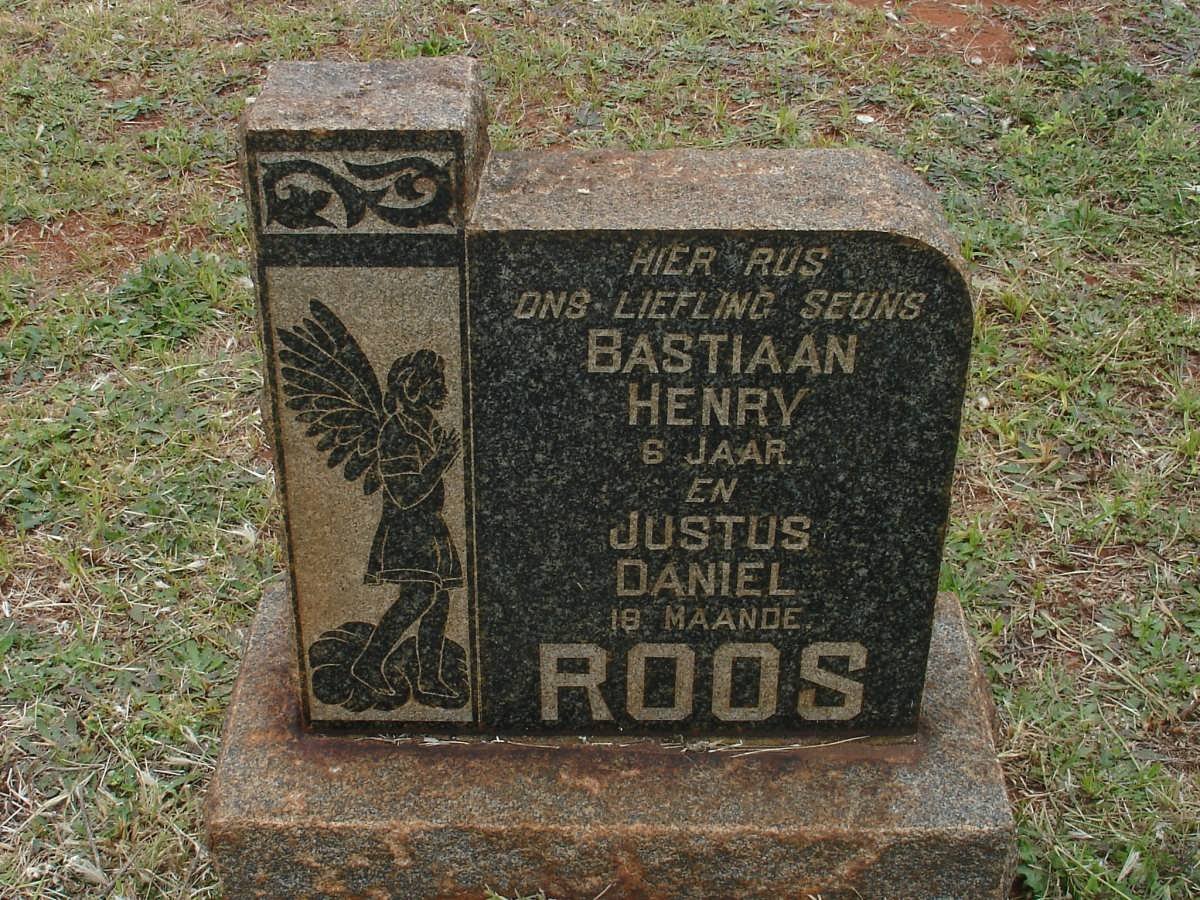 HIER RUS
ONS LIEFLING SEUNS
BASTIAAN
HENRY
6 JAAR.
EN
JUSTUS
DANIEL
18 MAANDE.
ROOS